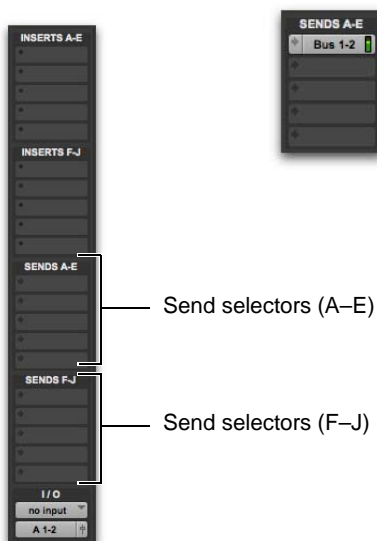 INSERTS A-E
INSERTS F-J
SENDS A-E
SENDS F-J
I / O
no input
A 1-2
Send selectors (A–E)
Send selectors (F–J)
SENDS A-E
Bus 1-2